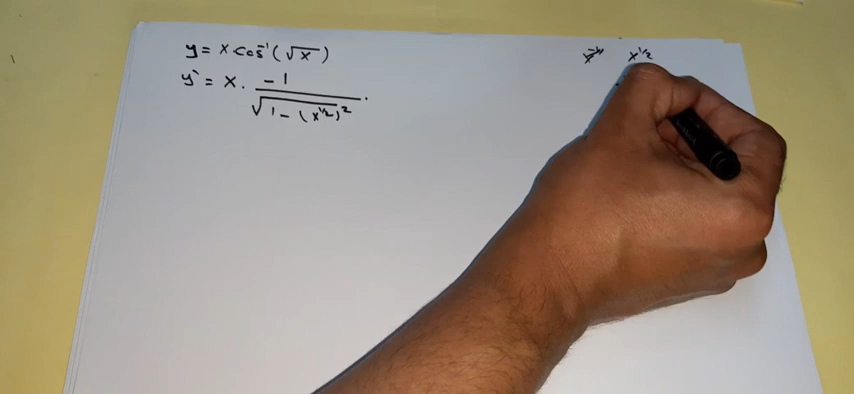 y = x cos⁻¹(√x)
x^{1/2}
y' = x · -1/√(1-(x^{1/2})²) ·